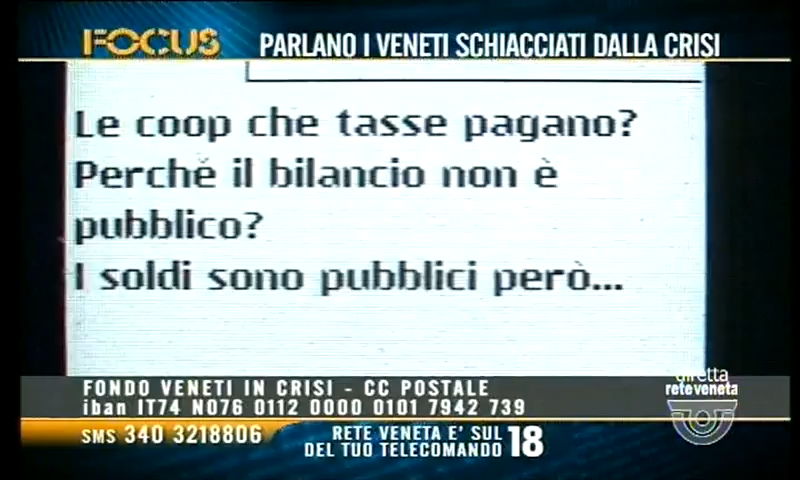 FOCUS
PARLANO I VENETI SCHIACCIATI DALLA CRISI
Le coop che tasse pagano?
Perchè il bilancio non è
pubblico?
I soldi sono pubblici però...
diretta
reteveneta
FONDO VENETI IN CRISI - CC POSTALE
iban IT74 N076 0112 0000 0101 7942 739
SMS 340 3218806
RETE VENETA E' SUL
DEL TUO TELECOMANDO 18